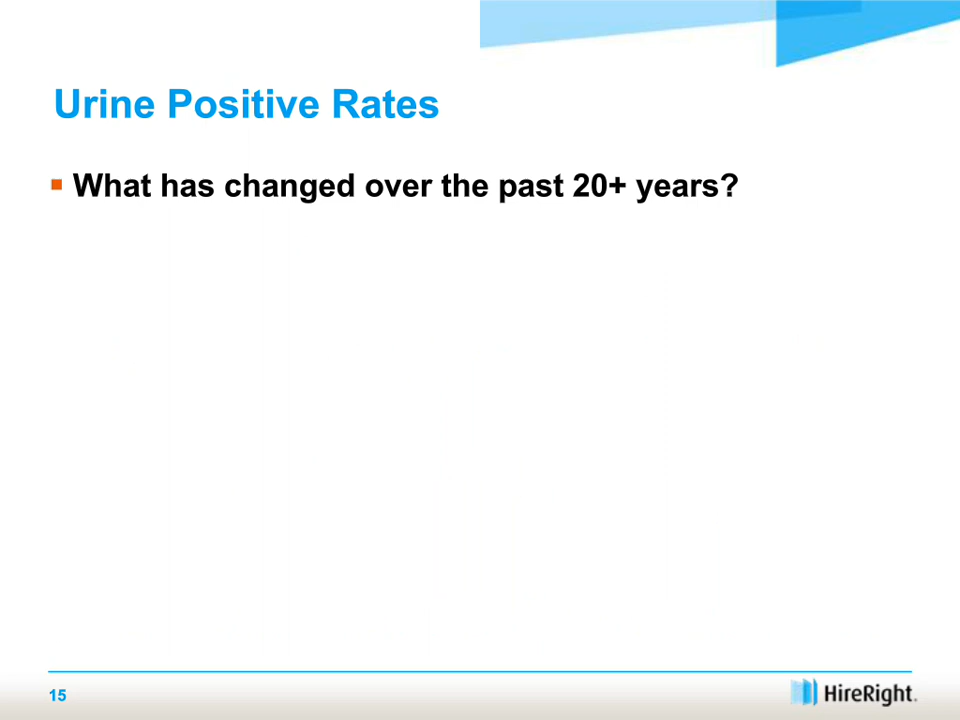 Urine Positive Rates
▪ What has changed over the past 20+ years?
15
HireRight.